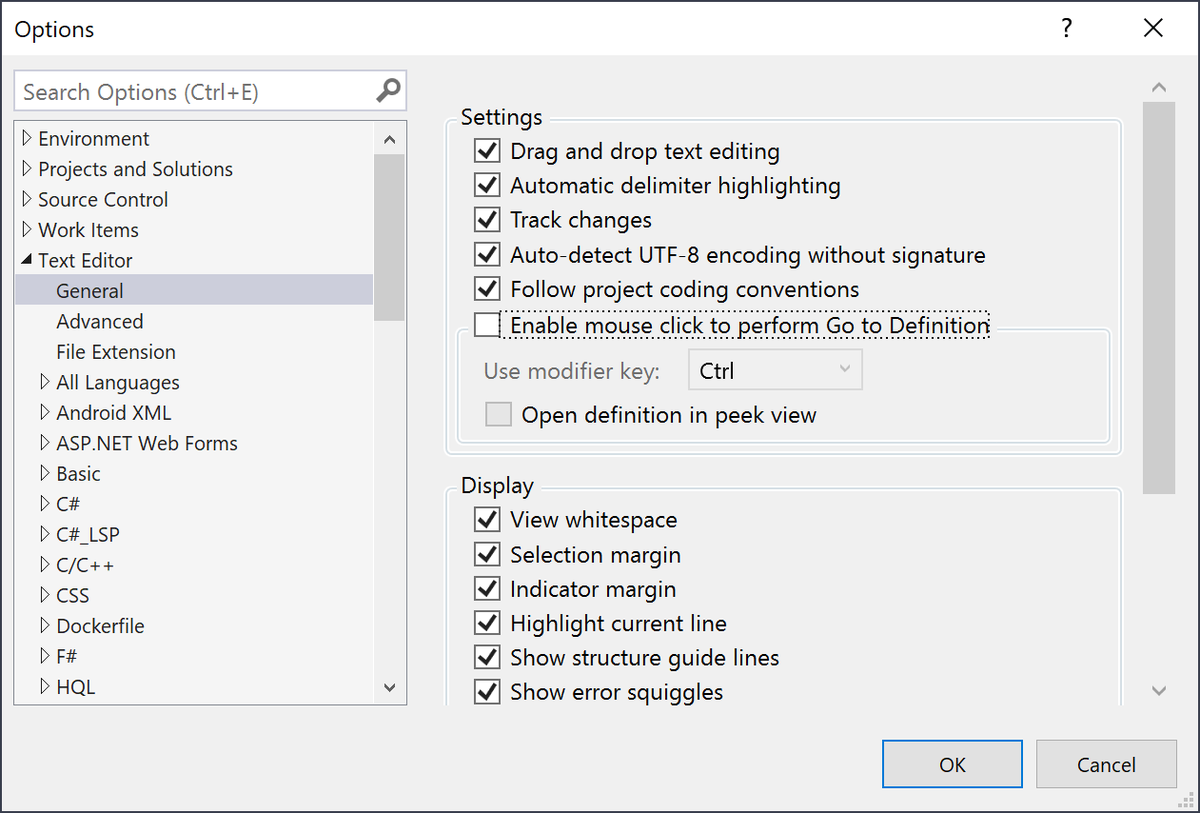 Options
?
Search Options (Ctrl+E)
Environment
Projects and Solutions
Source Control
Work Items
Text Editor
General
Advanced
File Extension
All Languages
Android XML
ASP.NET Web Forms
Basic
C#
C#_LSP
C/C++
CSS
Dockerfile
F#
HQL
Settings
Drag and drop text editing
Automatic delimiter highlighting
Track changes
Auto-detect UTF-8 encoding without signature
Follow project coding conventions
Enable mouse click to perform Go to Definition
Use modifier key: Ctrl
Open definition in peek view
Display
View whitespace
Selection margin
Indicator margin
Highlight current line
Show structure guide lines
Show error squiggles
OK Cancel